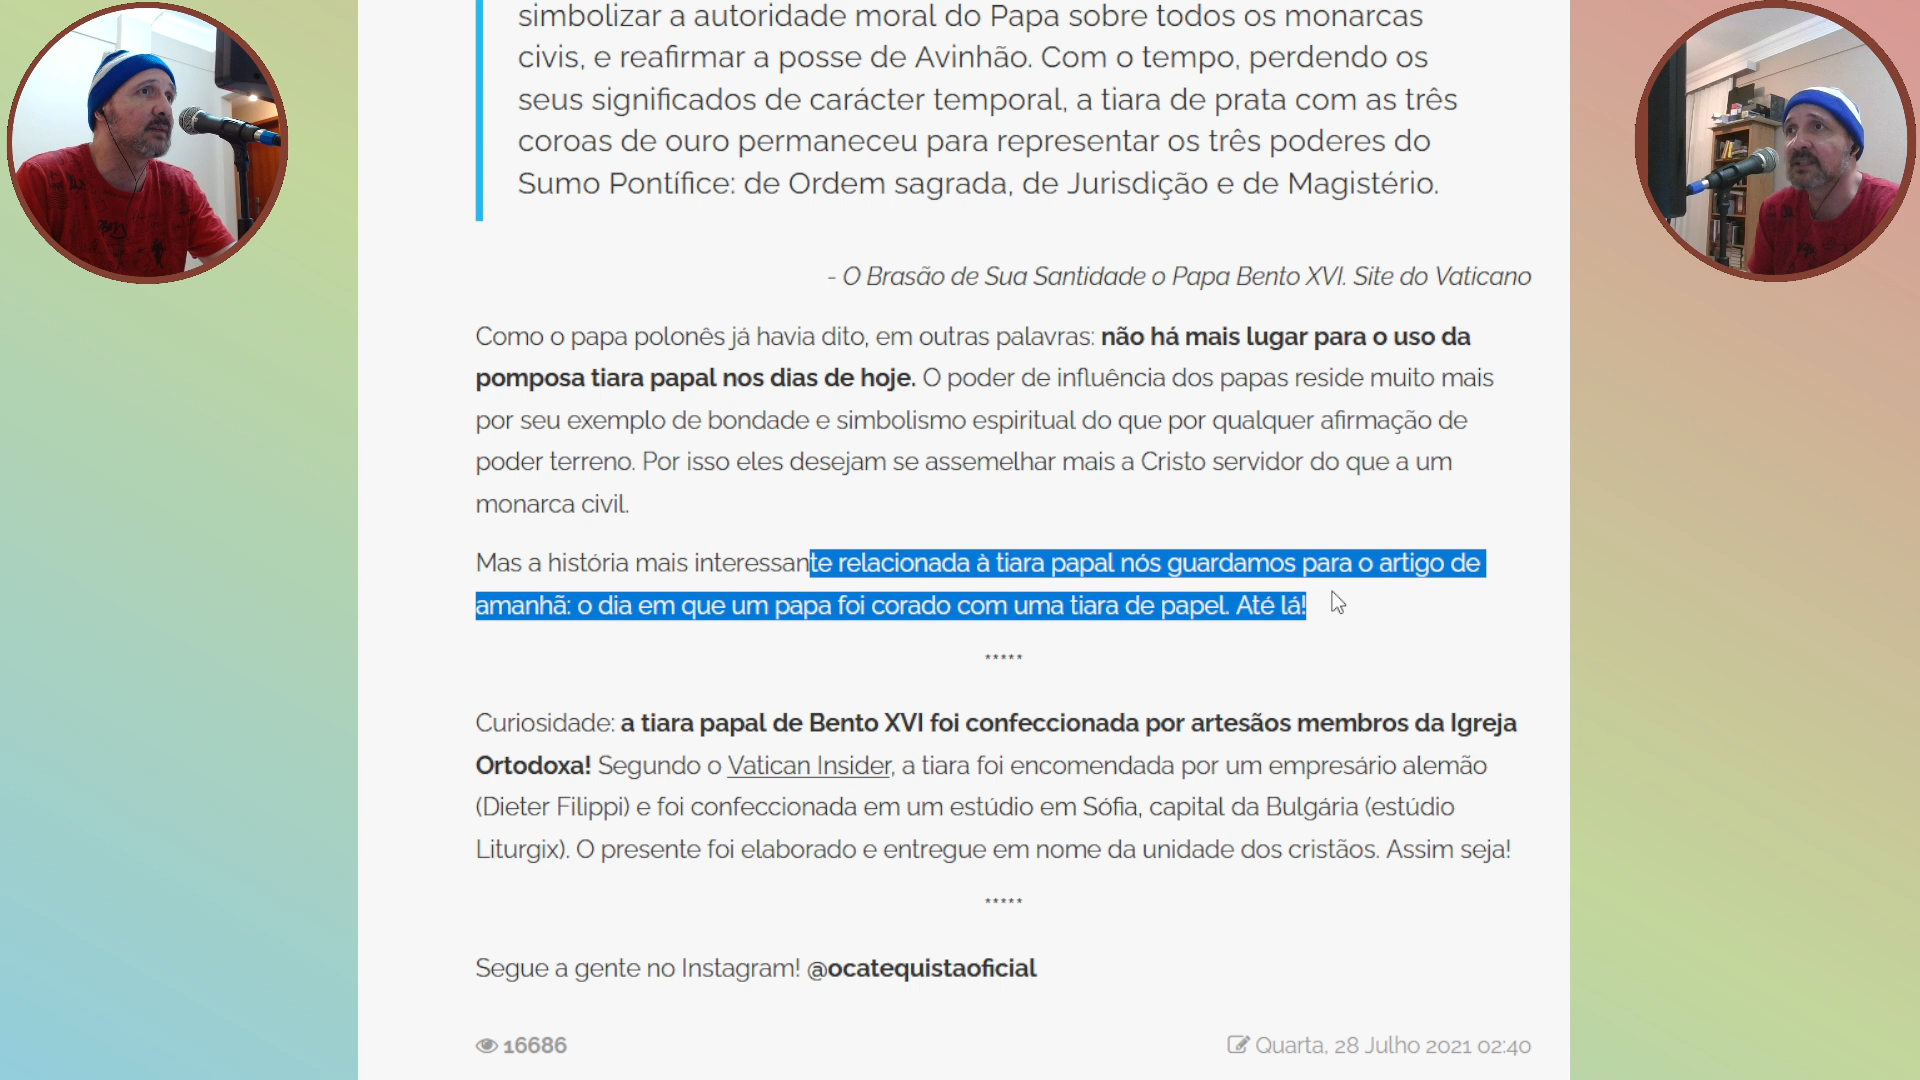 simbolizar a autoridade moral do Papa sobre todos os monarcas
civis, e reafirmar a posse de Avinhão. Com o tempo, perdendo os
seus significados de carácter temporal, a tiara de prata com as três
coroas de ouro permaneceu para representar os três poderes do
Sumo Pontífice: de Ordem sagrada, de Jurisdição e de Magistério.
- O Brasão de Sua Santidade o Papa Bento XVI. Site do Vaticano
Como o papa polonês já havia dito, em outras palavras: não há mais lugar para o uso da
pomposa tiara papal nos dias de hoje. O poder de influência dos papas reside muito mais
por seu exemplo de bondade e simbolismo espiritual do que por qualquer afirmação de
poder terreno. Por isso eles desejam se assemelhar mais a Cristo servidor do que a um
monarca civil.
Mas a história mais interessante relacionada à tiara papal nós guardamos para o artigo de
amanhã: o dia em que um papa foi corado com uma tiara de papel. Até lá!
*****
Curiosidade: a tiara papal de Bento XVI foi confeccionada por artesãos membros da Igreja
Ortodoxa! Segundo o Vatican Insider, a tiara foi encomendada por um empresário alemão
(Dieter Filippi) e foi confeccionada em um estúdio em Sófia, capital da Bulgária (estúdio
Liturgix). O presente foi elaborado e entregue em nome da unidade dos cristãos. Assim seja!
*****
Segue a gente no Instagram! @ocatequistaoficial
16686
Quarta, 28 Julho 2021 02:40